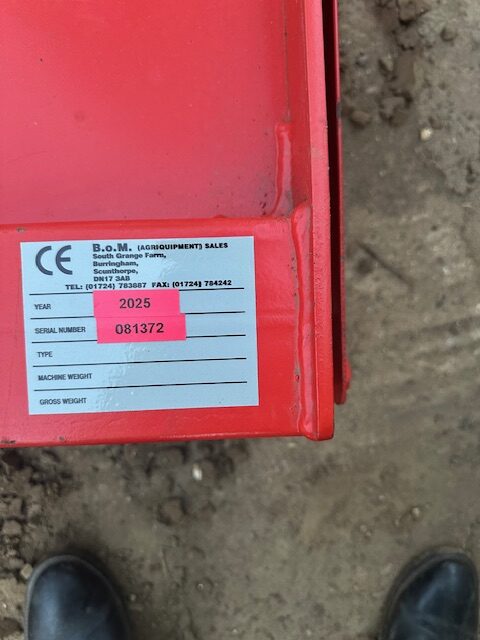 CE
B.o.M. (AGRIQUIPMENT) SALES
South Grange Farm,
Burringham,
Scunthorpe,
DN17 3AB
TEL: (01724) 783887 FAX: (01724) 784242
YEAR 2025
SERIAL NUMBER 081372
TYPE
MACHINE WEIGHT
GROSS WEIGHT